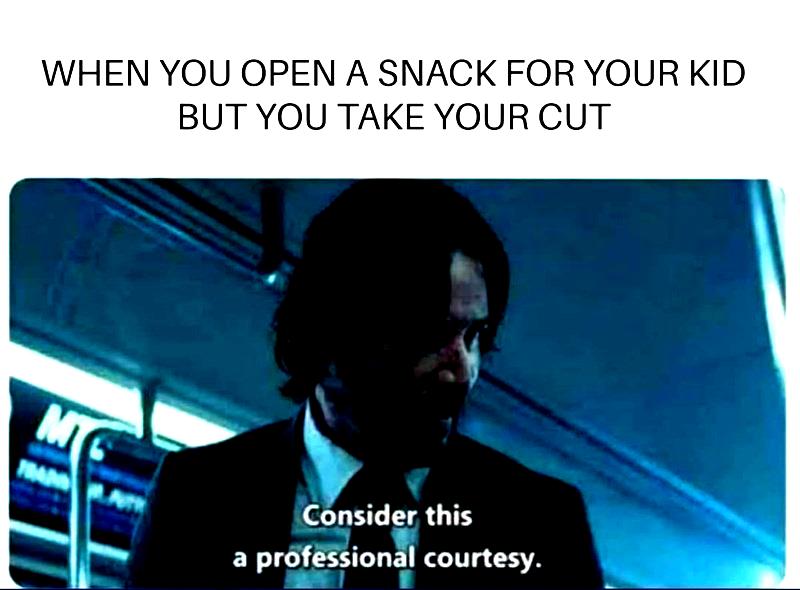 WHEN YOU OPEN A SNACK FOR YOUR KID
BUT YOU TAKE YOUR CUT
Consider this
a professional courtesy.